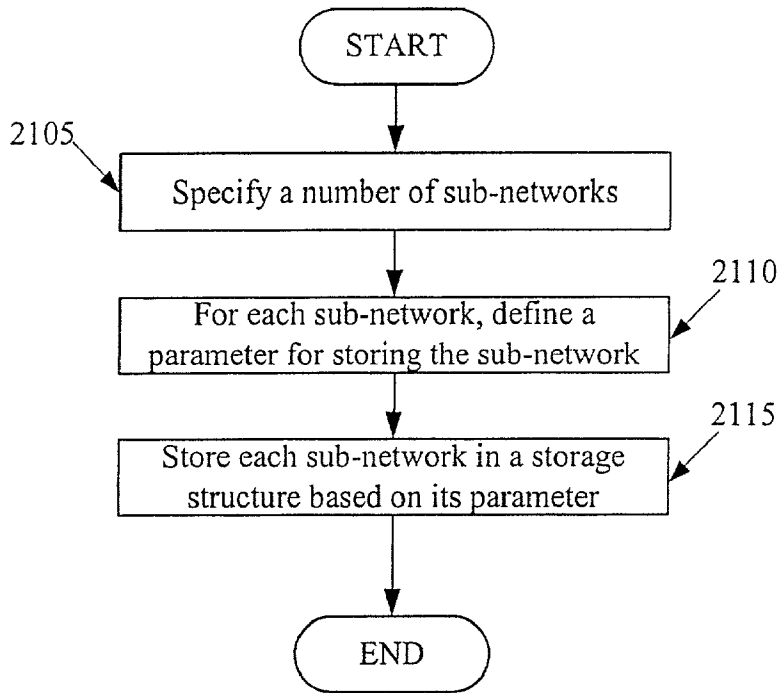 START
2105
Specify a number of sub-networks
2110
For each sub-network, define a
parameter for storing the sub-network
2115
Store each sub-network in a storage
structure based on its parameter
END